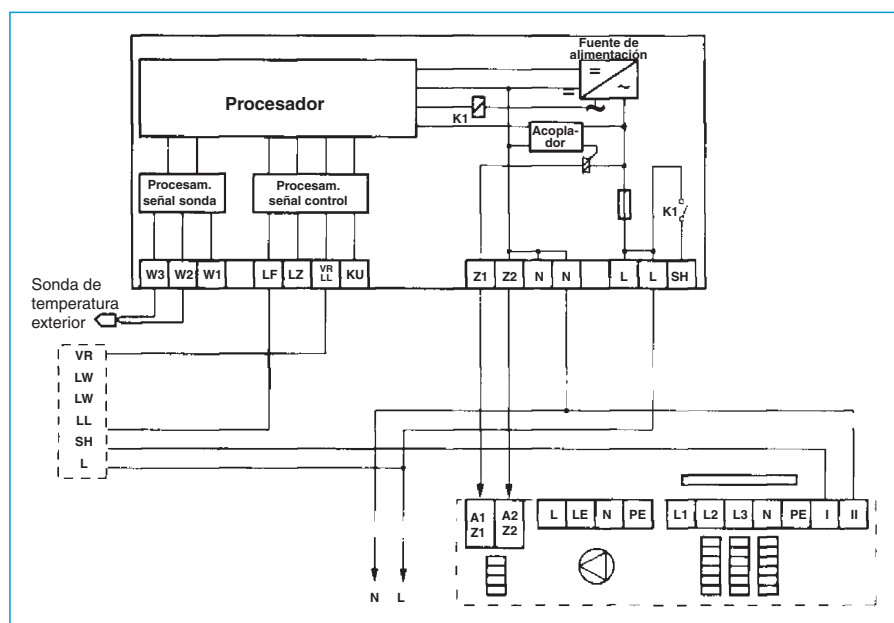 Fuente de
alimentación
=
~
=
~
Procesador
K1
Acopla-
dor
Procesam.
señal sonda
Procesam.
señal control
K1
W3 W2 W1 LF LZ VR LL KU Z1 Z2 N N L L SH
Sonda de
temperatura
exterior
VR
LW
LW
LL
SH
L
A1 A2 L LE N PE L1 L2 L3 N PE I II
Z1 Z2
N L